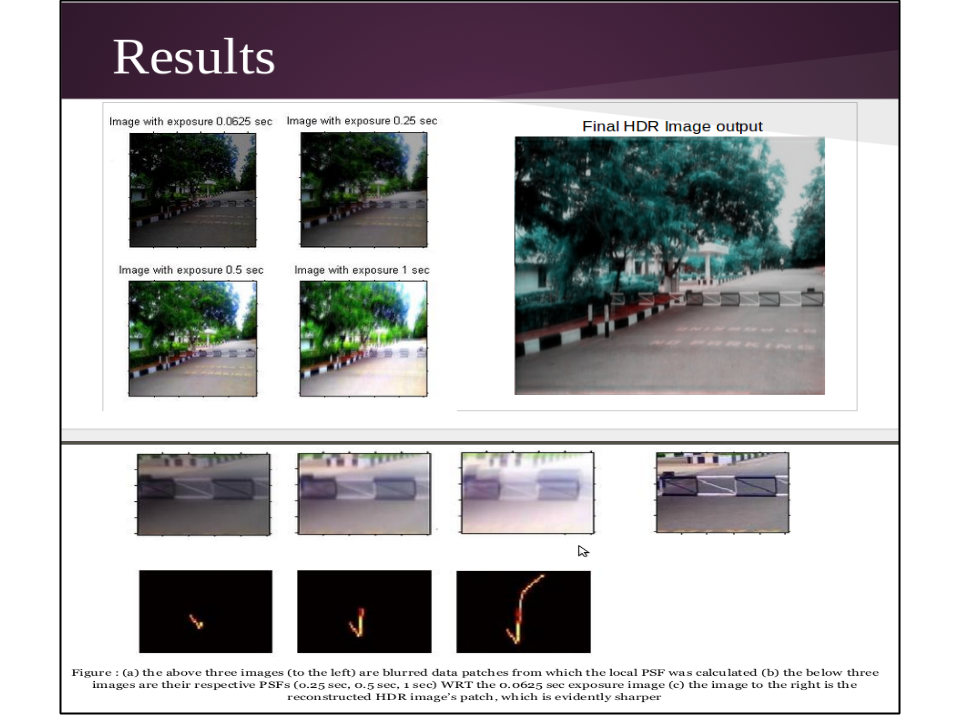 Results
Image with exposure 0.0625 sec
Image with exposure 0.25 sec
Image with exposure 0.5 sec
Image with exposure 1 sec
Final HDR Image output
NO PARKING
Figure : (a) the above three images (to the left) are blurred data patches from which the local PSF was calculated (b) the below three
images are their respective PSFs (0.25 sec, 0.5 sec, 1 sec) WRT the 0.0625 sec exposure image (c) the image to the right is the
reconstructed HDR image's patch, which is evidently sharper